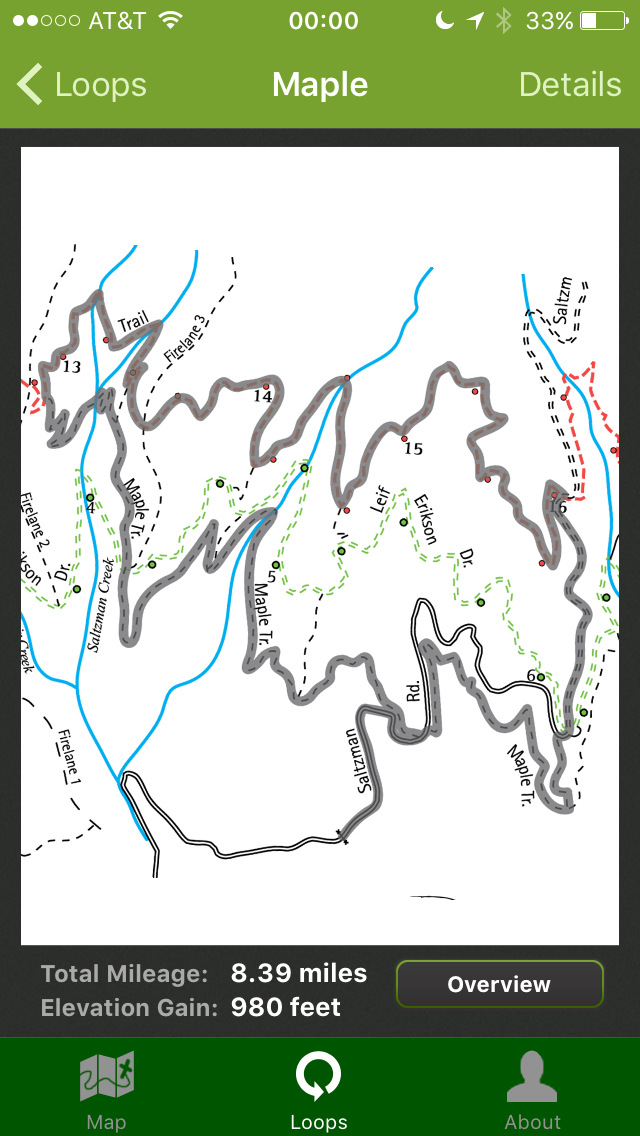 AT&T
00:00
33%
Loops
Maple
Details
Saltzm
Trail
Firelane 3
13
14
15
Maple Tr.
Leif
Erikson
Dr.
4
16
Firelane 2
kson
Dr.
5
Saltzman Creek
Maple Tr.
Creek
Rd.
6
Firelane 1
Saltzman
Maple Tr.
Total Mileage: 8.39 miles
Elevation Gain: 980 feet
Overview
Map
Loops
About